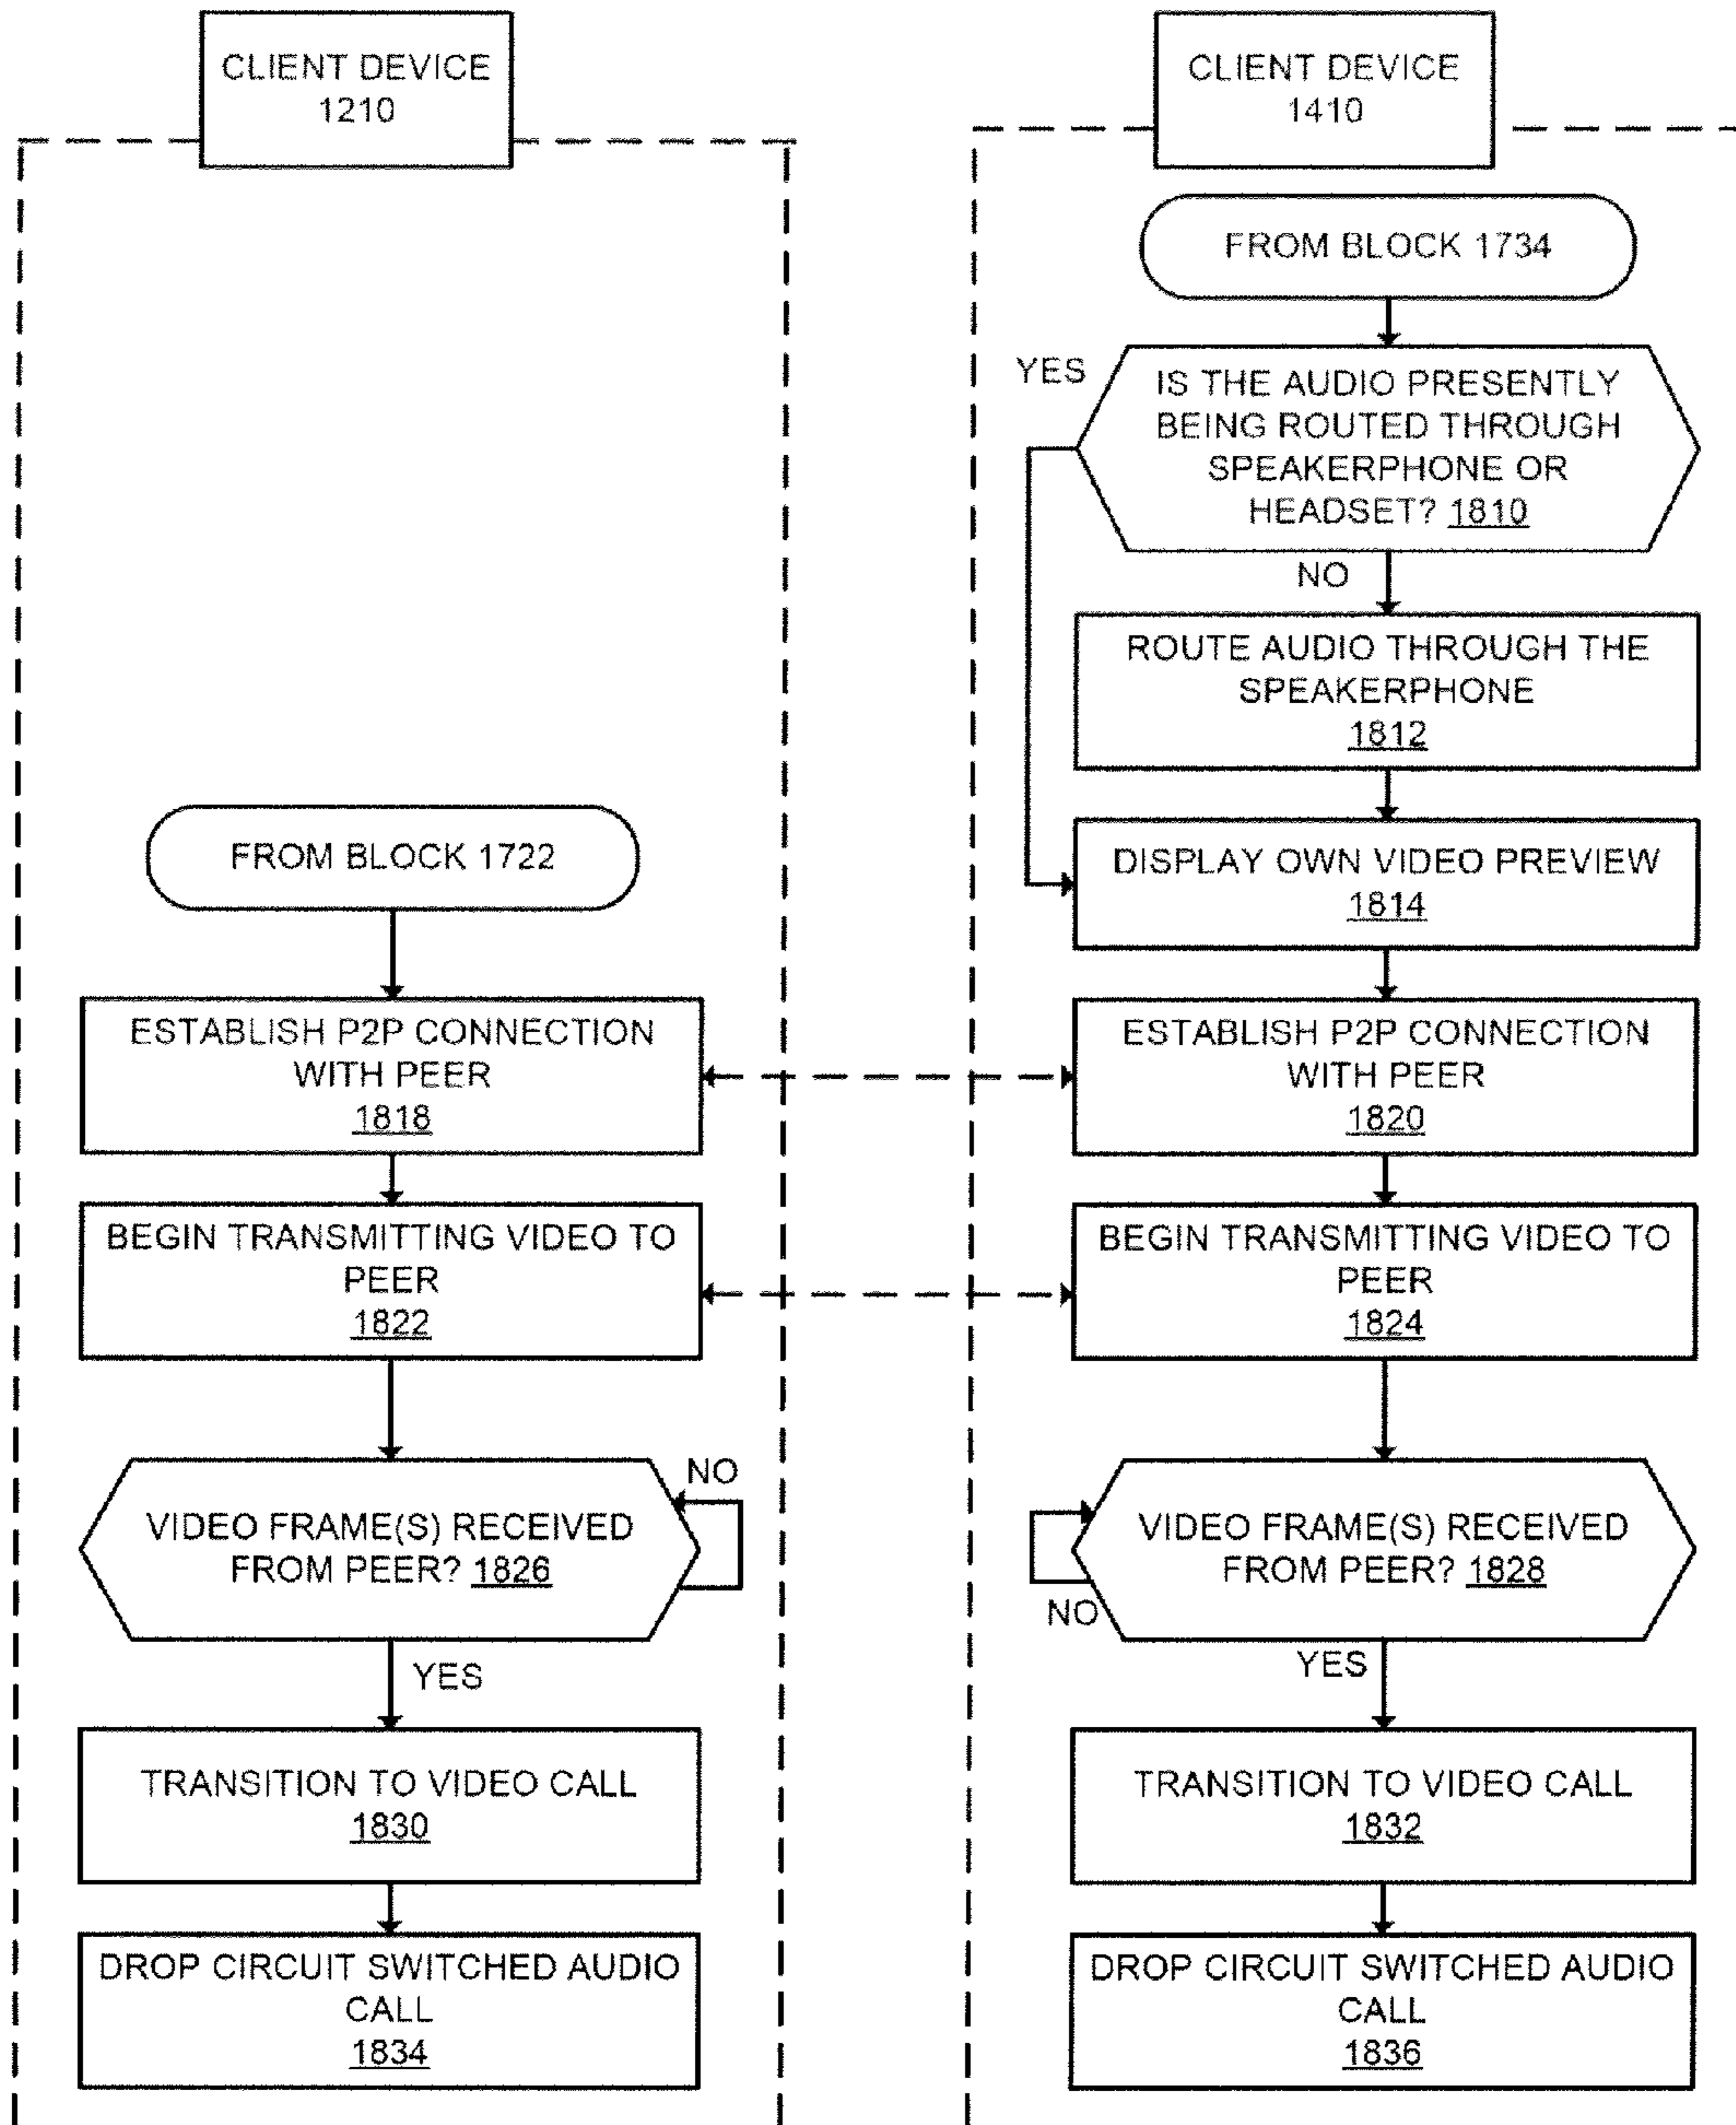 CLIENT DEVICE
1210
FROM BLOCK 1722
ESTABLISH P2P CONNECTION
WITH PEER
1818
BEGIN TRANSMITTING VIDEO TO
PEER
1822
NO
VIDEO FRAME(S) RECEIVED
FROM PEER? 1826
YES
TRANSITION TO VIDEO CALL
1830
DROP CIRCUIT SWITCHED AUDIO
CALL
1834
CLIENT DEVICE
1410
FROM BLOCK 1734
YES
IS THE AUDIO PRESENTLY
BEING ROUTED THROUGH
SPEAKERPHONE OR
HEADSET? 1810
NO
ROUTE AUDIO THROUGH THE
SPEAKERPHONE
1812
DISPLAY OWN VIDEO PREVIEW
1814
ESTABLISH P2P CONNECTION
WITH PEER
1820
BEGIN TRANSMITTING VIDEO TO
PEER
1824
VIDEO FRAME(S) RECEIVED
FROM PEER? 1828
NO
YES
TRANSITION TO VIDEO CALL
1832
DROP CIRCUIT SWITCHED AUDIO
CALL
1836